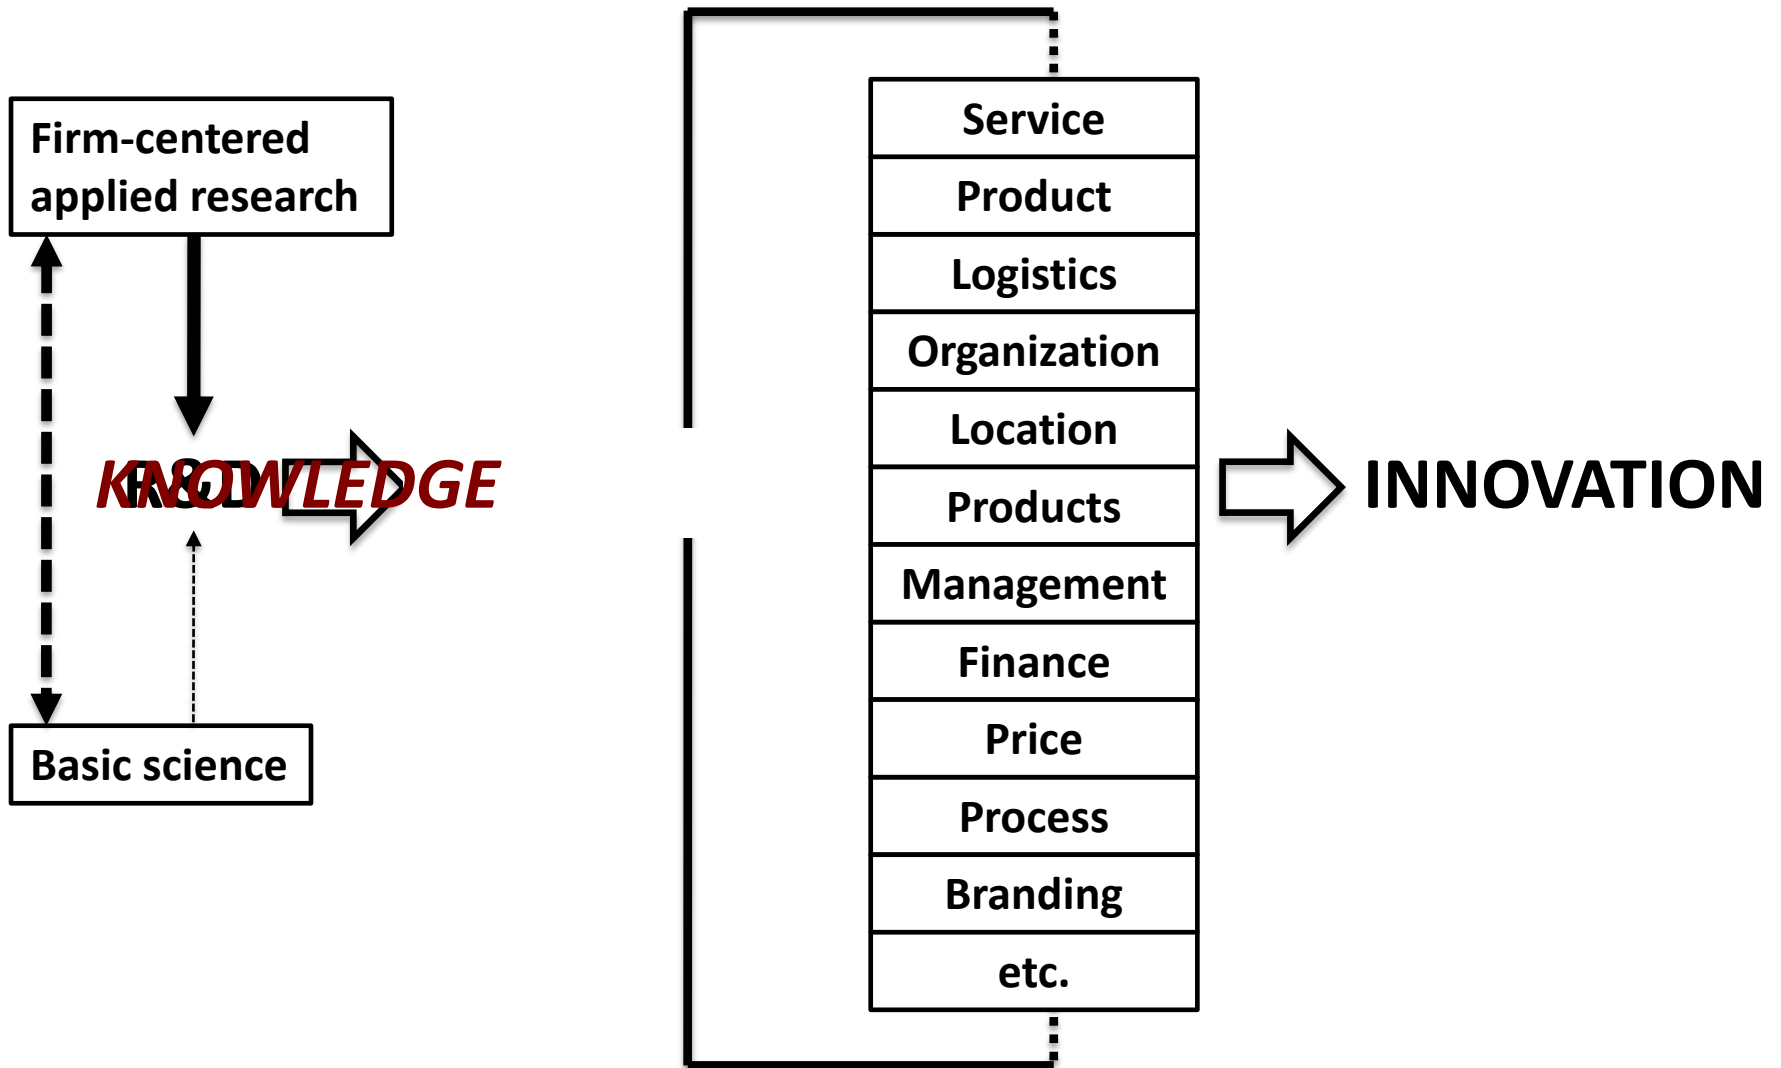 Firm-centered
applied research
R&D
KNOWLEDGE
Basic science
Service
Product
Logistics
Organization
Location
Products
Management
Finance
Price
Process
Branding
etc.
INNOVATION